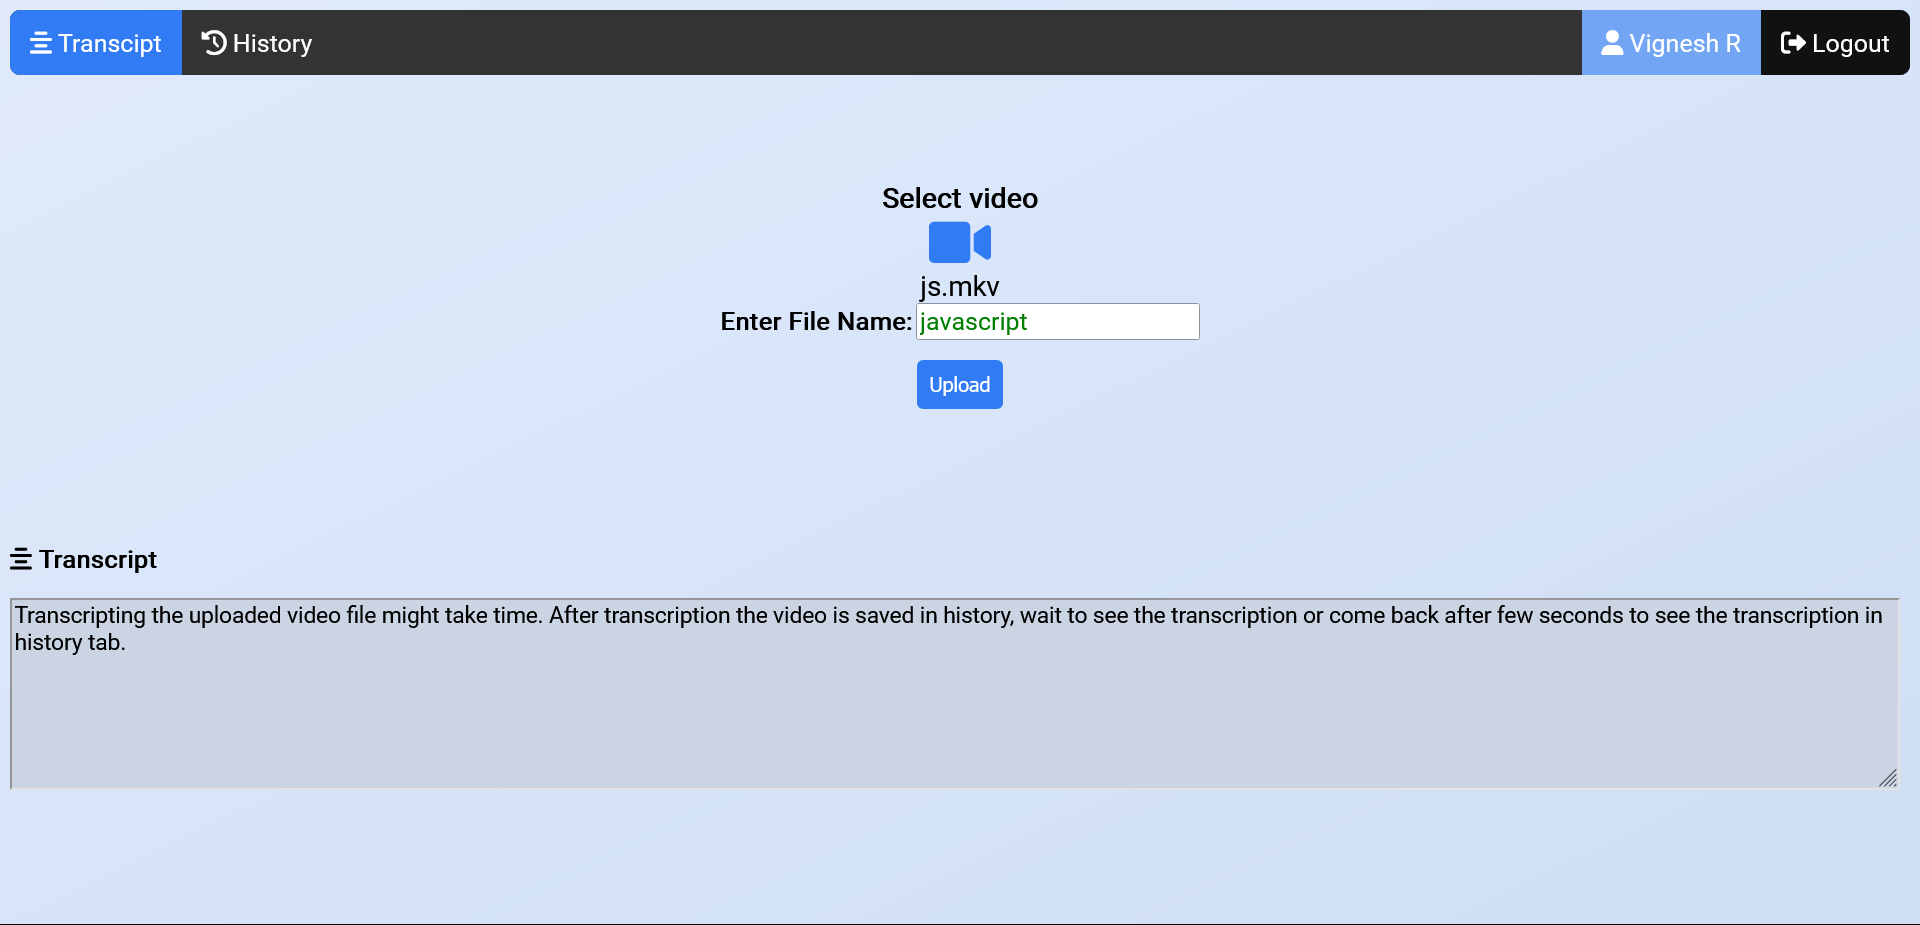 Transcipt History Vignesh R Logout
Select video
js.mkv
Enter File Name: javascript
Upload
Transcript
Transcripting the uploaded video file might take time. After transcription the video is saved in history, wait to see the transcription or come back after few seconds to see the transcription in
history tab.